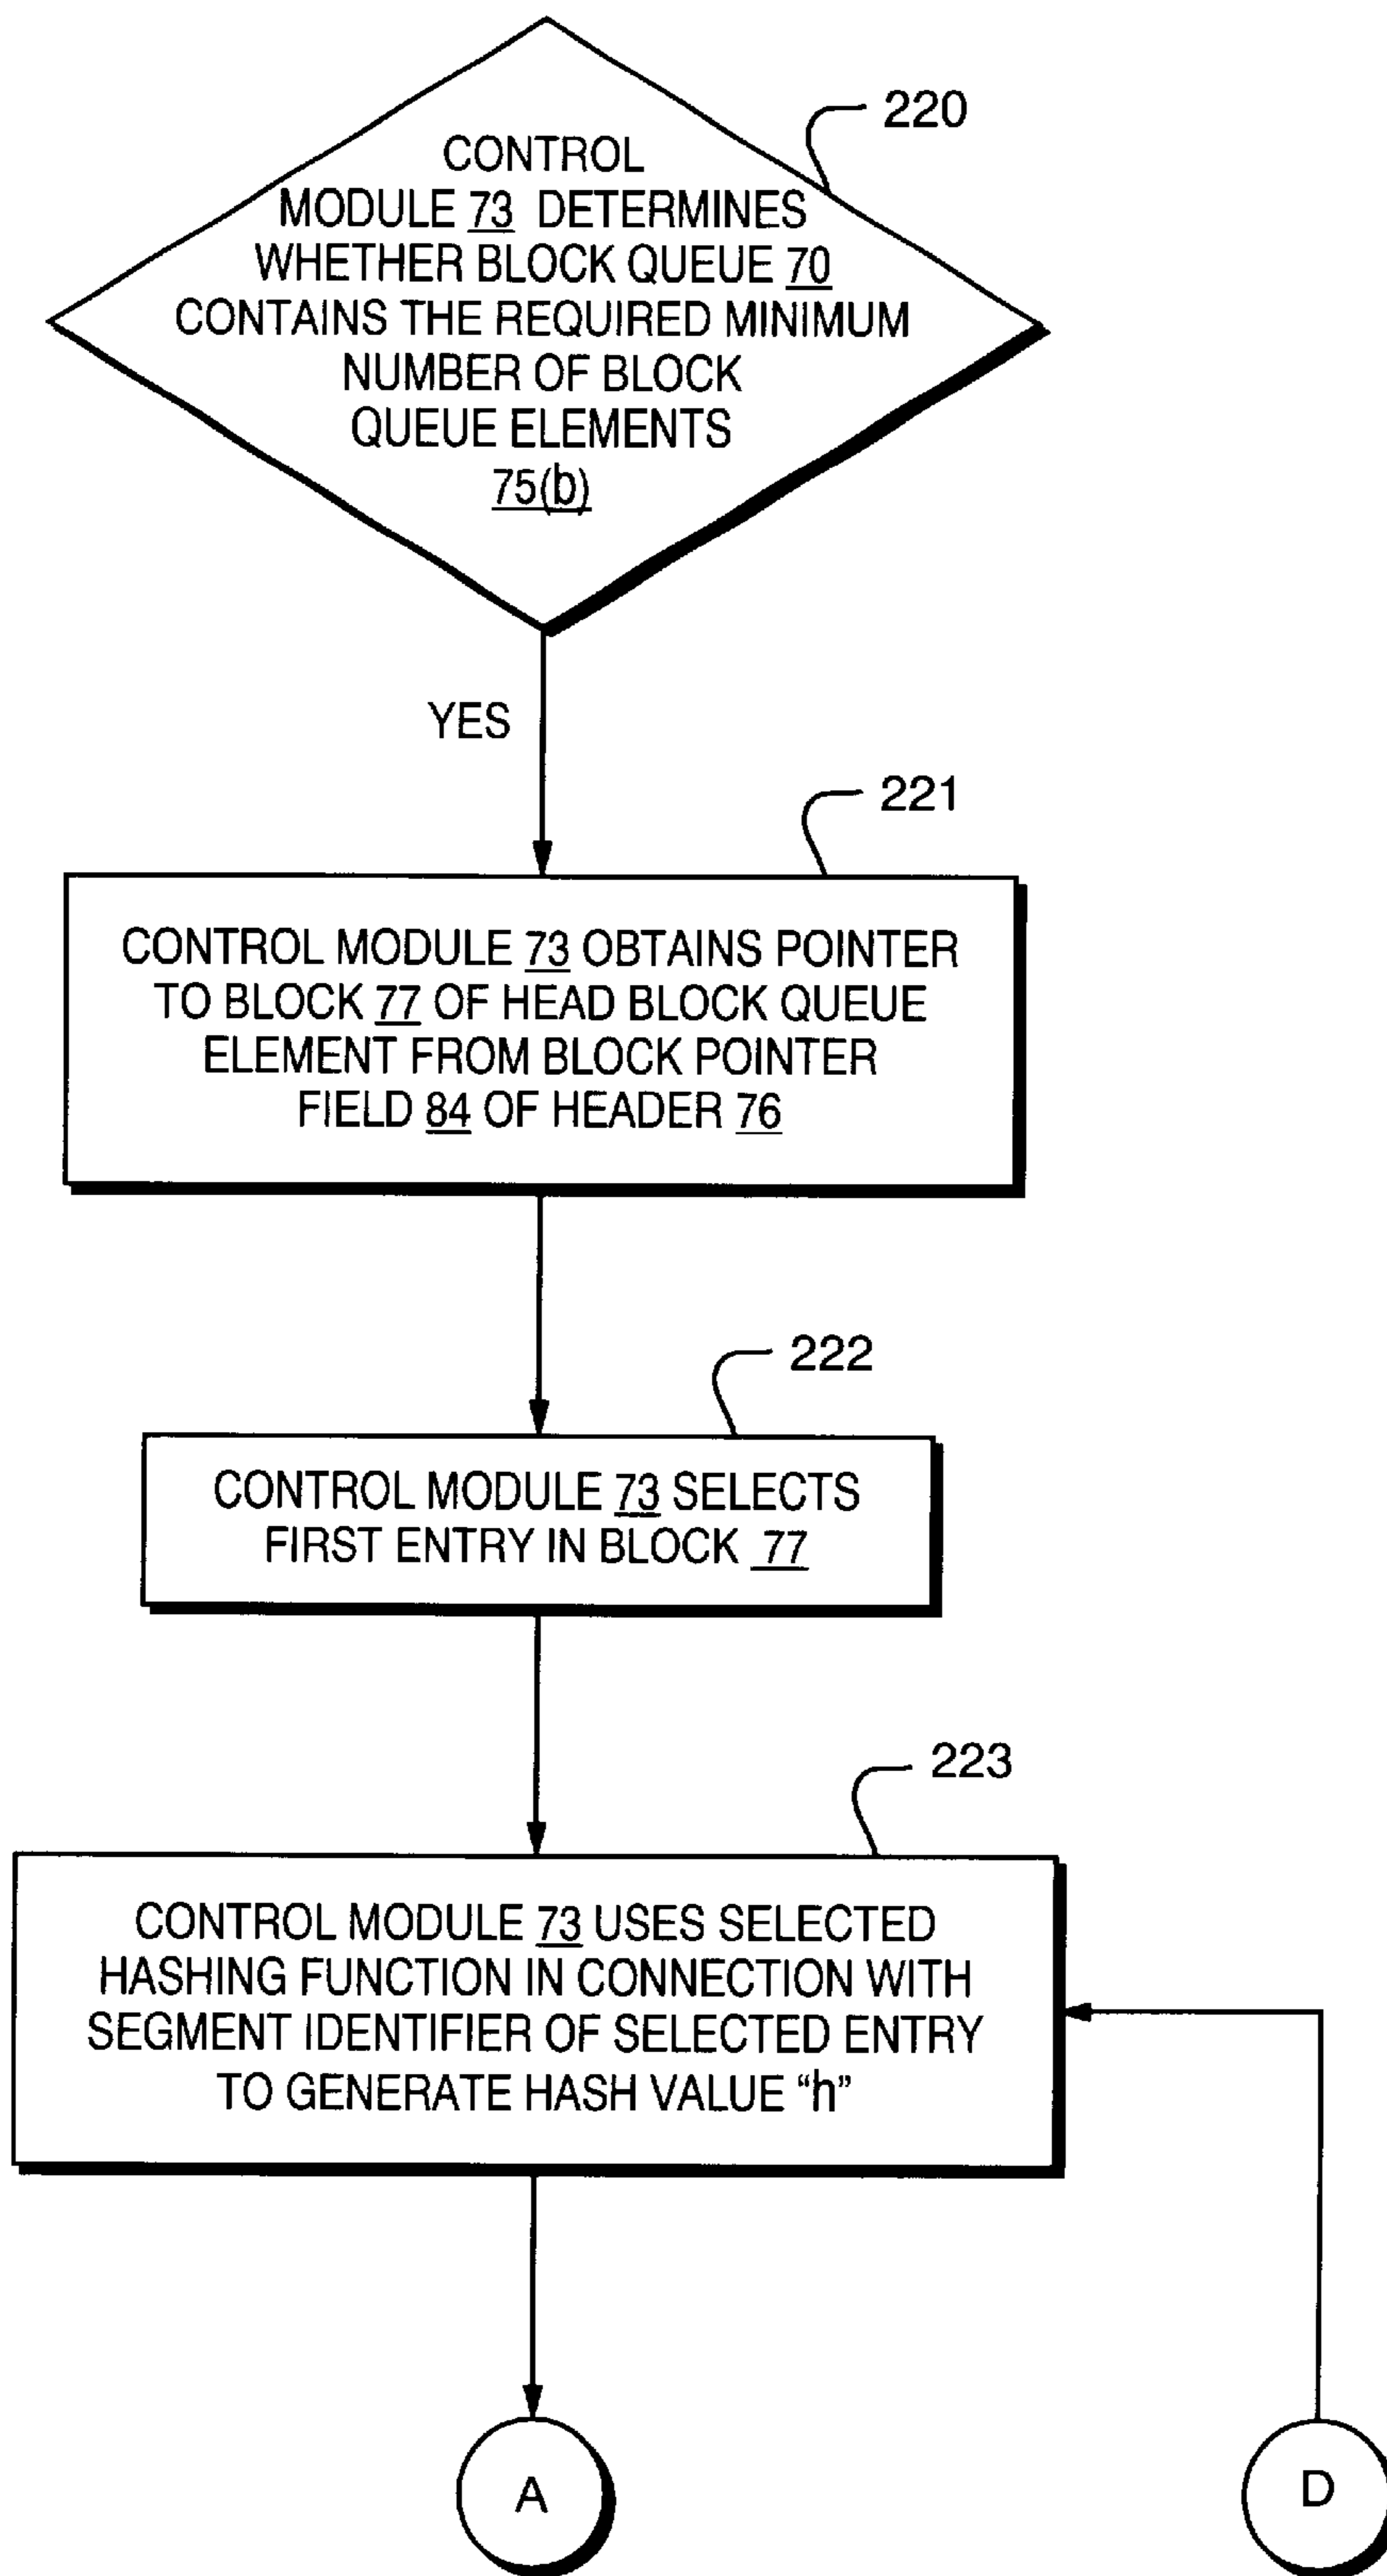 220
CONTROL
MODULE 73 DETERMINES
WHETHER BLOCK QUEUE 70
CONTAINS THE REQUIRED MINIMUM
NUMBER OF BLOCK
QUEUE ELEMENTS
75(b)
YES
221
CONTROL MODULE 73 OBTAINS POINTER
TO BLOCK 77 OF HEAD BLOCK QUEUE
ELEMENT FROM BLOCK POINTER
FIELD 84 OF HEADER 76
222
CONTROL MODULE 73 SELECTS
FIRST ENTRY IN BLOCK 77
223
CONTROL MODULE 73 USES SELECTED
HASHING FUNCTION IN CONNECTION WITH
SEGMENT IDENTIFIER OF SELECTED ENTRY
TO GENERATE HASH VALUE “h”
A
D